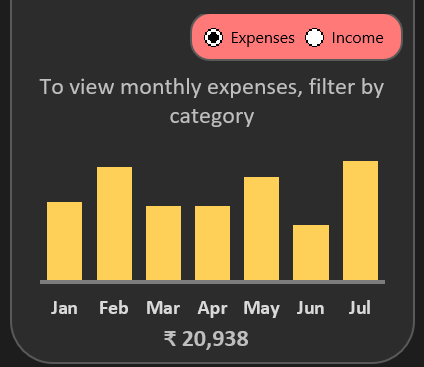 Expenses Income
To view monthly expenses, filter by
category
Jan Feb Mar Apr May Jun Jul
₹ 20,938